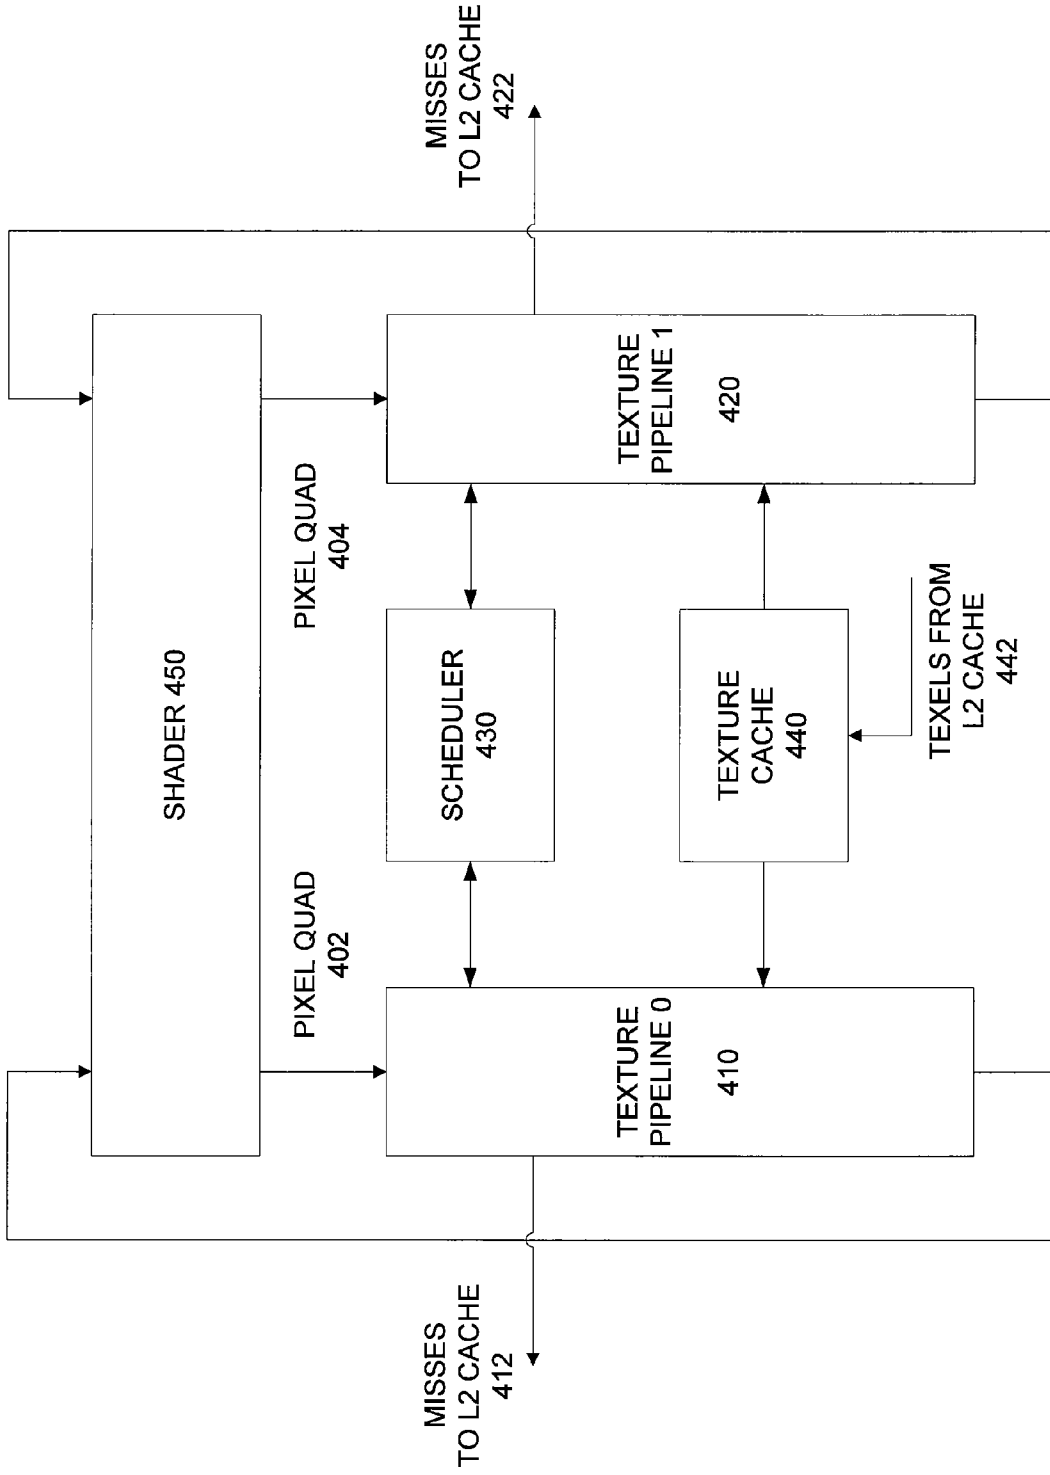 SHADER 450
PIXEL QUAD
402
PIXEL QUAD
404
MISSES
TO L2 CACHE
412
TEXTURE
PIPELINE 0
410
SCHEDULER
430
TEXTURE
PIPELINE 1
420
MISSES
TO L2 CACHE
422
TEXTURE
CACHE
440
TEXELS FROM
L2 CACHE
442